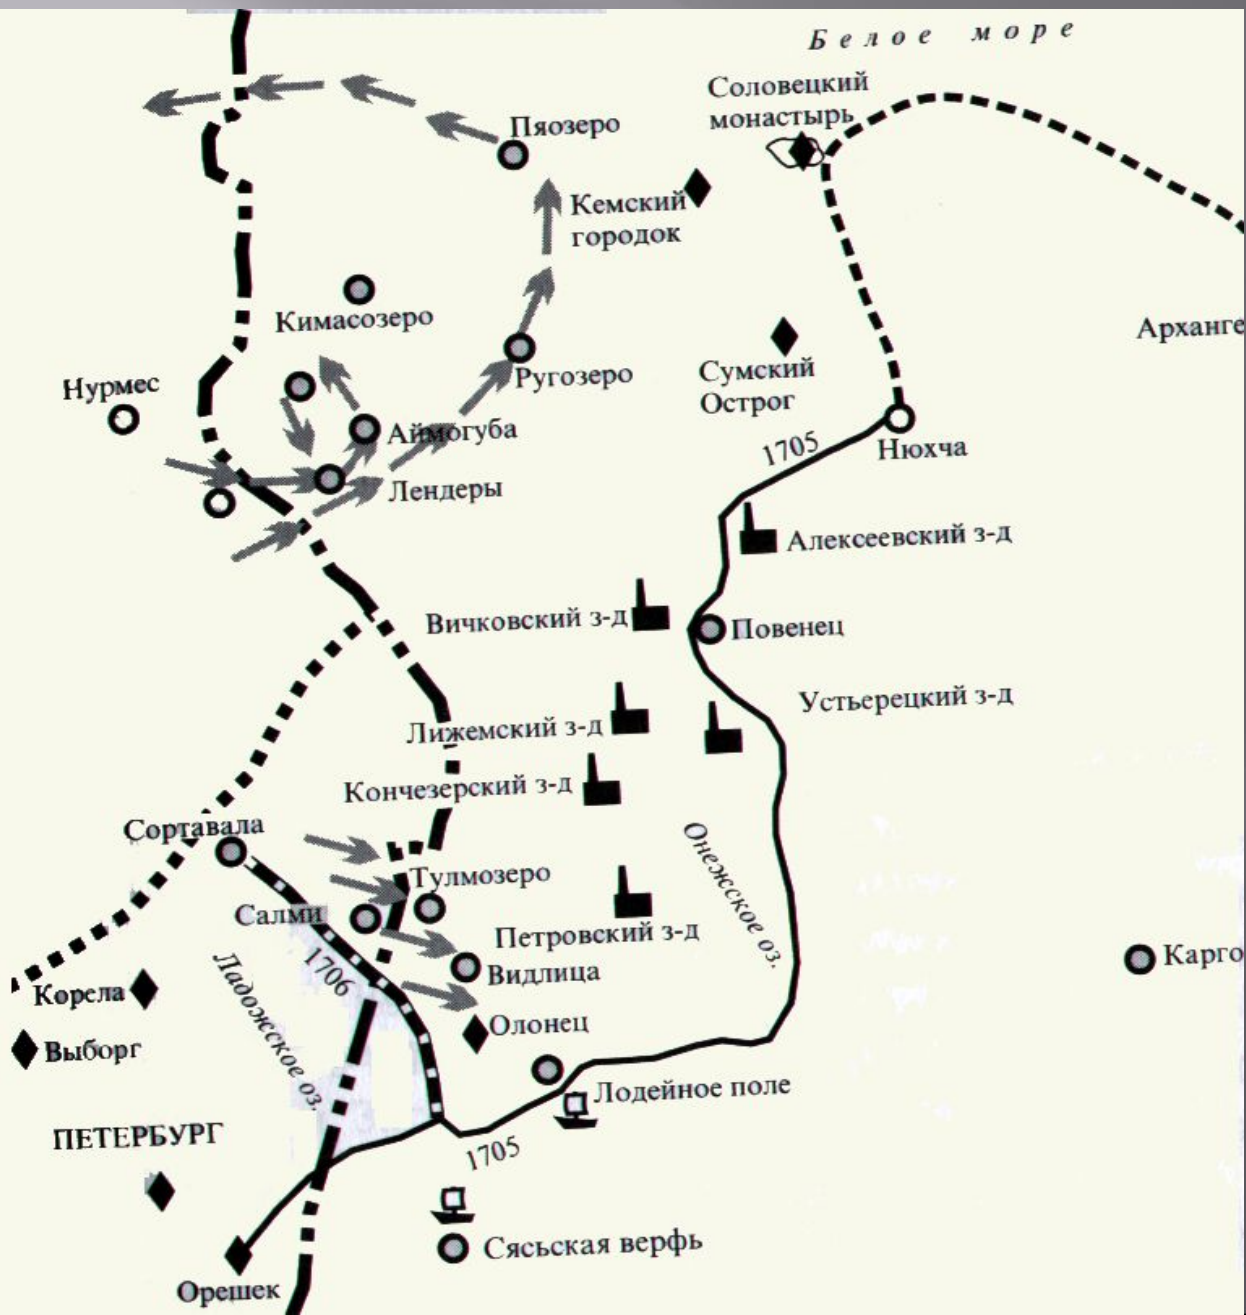 Белое море
Соловецкий
монастырь
Пяозеро
Кемский
городок
Кимасозеро
Арханге
Нурмес
Ругозеро
Сумский
Острог
Аймогуба
1705
Нюхча
Лендеры
Алексеевский з-д
Вичковский з-д
Повенец
Устьерецкий з-д
Лижемский з-д
Кончезерский з-д
Сортавала
Онежское оз.
Тулмозеро
Салми
Петровский з-д
Видлица
Карго
1706
Ладожское оз.
Корела
Олонец
Выборг
Лодейное поле
ПЕТЕРБУРГ
1705
Сясьская верфь
Орешек